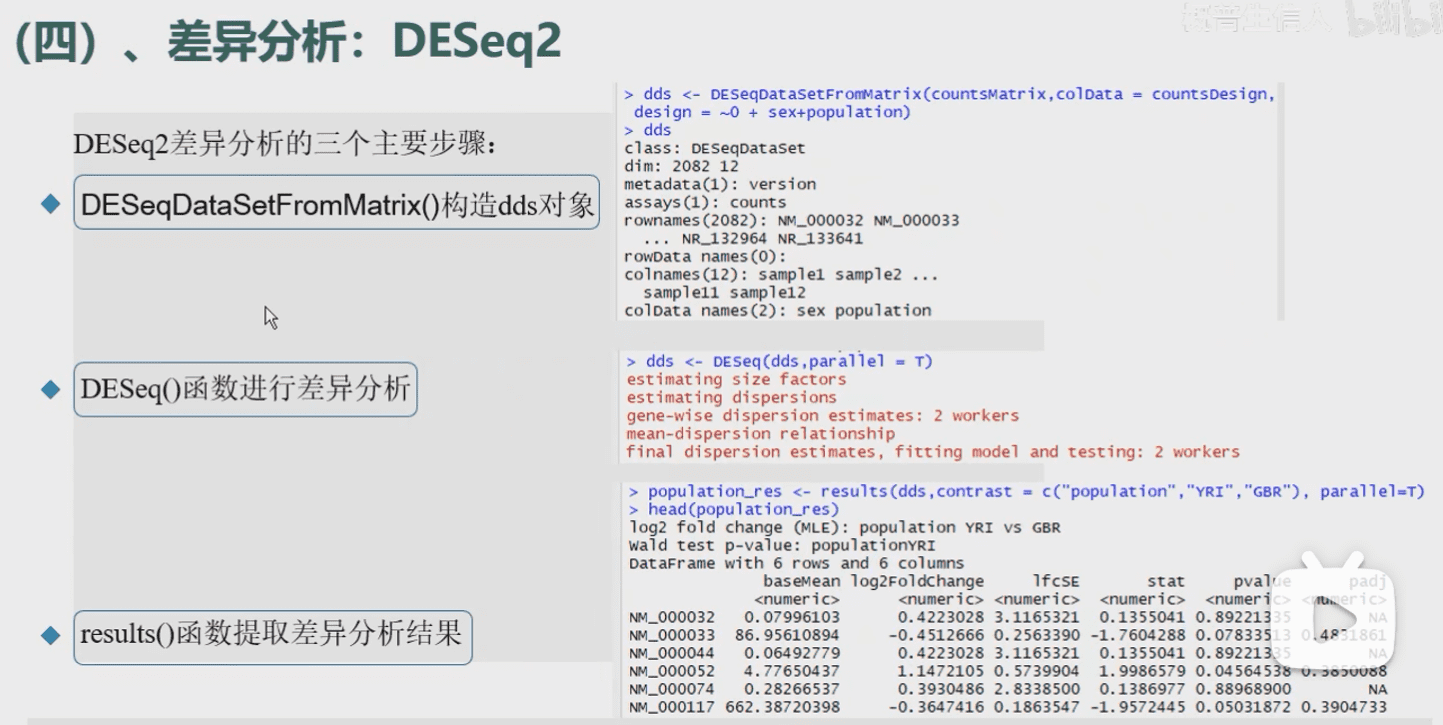 (四）、差异分析：DESeq2
DESeq2差异分析的三个主要步骤：
DESeqDataSetFromMatrix()构造dds对象
> dds <- DESeqDataSetFromMatrix(countsMatrix,colData = countsDesign,
design = ~0 + sex+population)
> dds
class: DESeqDataSet
dim: 2082 12
metadata(1): version
assays(1): counts
rownames(2082): NM_000032 NM_000033
... NR_132964 NR_133641
rowData names(0):
colnames(12): sample1 sample2 ...
sample11 sample12
colData names(2): sex population
DESeq()函数进行差异分析
> dds <- DESeq(dds,parallel = T)
estimating size factors
estimating dispersions
gene-wise dispersion estimates: 2 workers
mean-dispersion relationship
final dispersion estimates, fitting model and testing: 2 workers
results()函数提取差异分析结果
> population_res <- results(dds,contrast = c("population","YRI","GBR"), parallel=T)
> head(population_res)
log2 fold change (MLE): population YRI vs GBR
Wald test p-value: populationYRI
DataFrame with 6 rows and 6 columns
baseMean log2FoldChange lfcSE stat pvalue padj
<numeric> <numeric> <numeric> <numeric> <numeric> <numeric>
NM_000032 0.07996103 0.4223028 3.1165321 0.1355041 0.89221335 NA
NM_000033 86.95610894 -0.4512666 0.2563390 -1.7604288 0.07833513 0.4831861
NM_000044 0.06492779 0.4223028 3.1165321 0.1355041 0.89221335 NA
NM_000052 4.77650437 1.1472105 0.5739904 1.9986579 0.04564538 0.3850088
NM_000074 0.28266537 0.3930486 2.8338500 0.1386977 0.88968900 NA
NM_000117 662.38720398 -0.3647416 0.1863547 -1.9572445 0.05031872 0.3904733